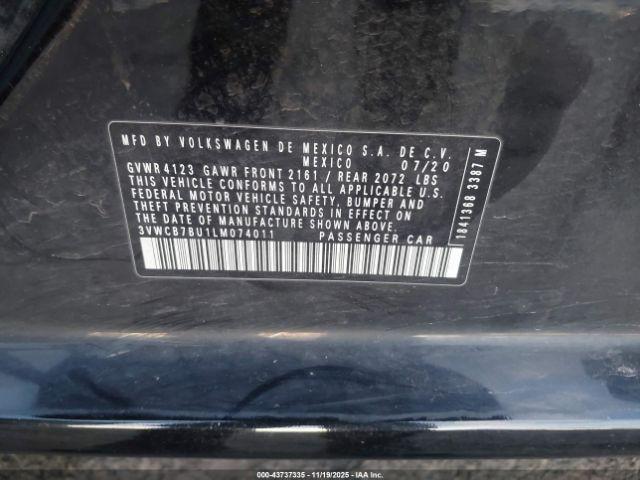 MFD BY VOLKSWAGEN DE MEXICO S.A. DE C.V.
MEXICO 07/20
GVWR 4123 GAWR FRONT 2161 / REAR 2072 LBS
THIS VEHICLE CONFORMS TO ALL APPLICABLE U.S.
FEDERAL MOTOR VEHICLE SAFETY, BUMPER AND
THEFT PREVENTION STANDARDS IN EFFECT ON
THE DATE OF MANUFACTURE SHOWN ABOVE.
3VWCB7BU1LM074011 PASSENGER CAR
1841368 3387 M
000-43737335 - 11/19/2025 - IAA Inc.